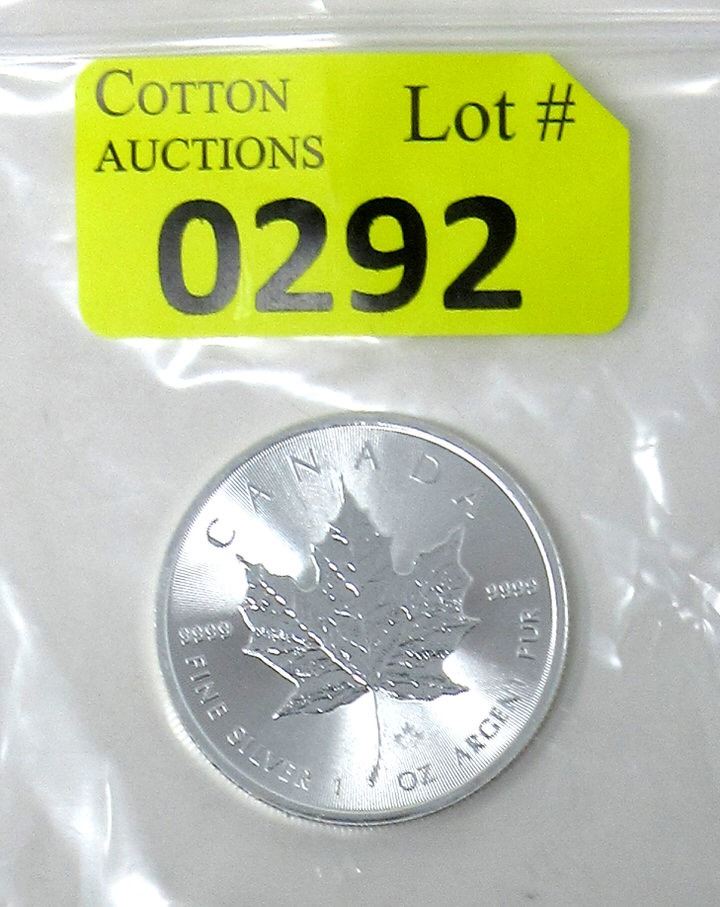 COTTON
AUCTIONS
Lot #
0292
CANADA
9999
9999
FINE SILVER 1 OZ ARGENT PUR